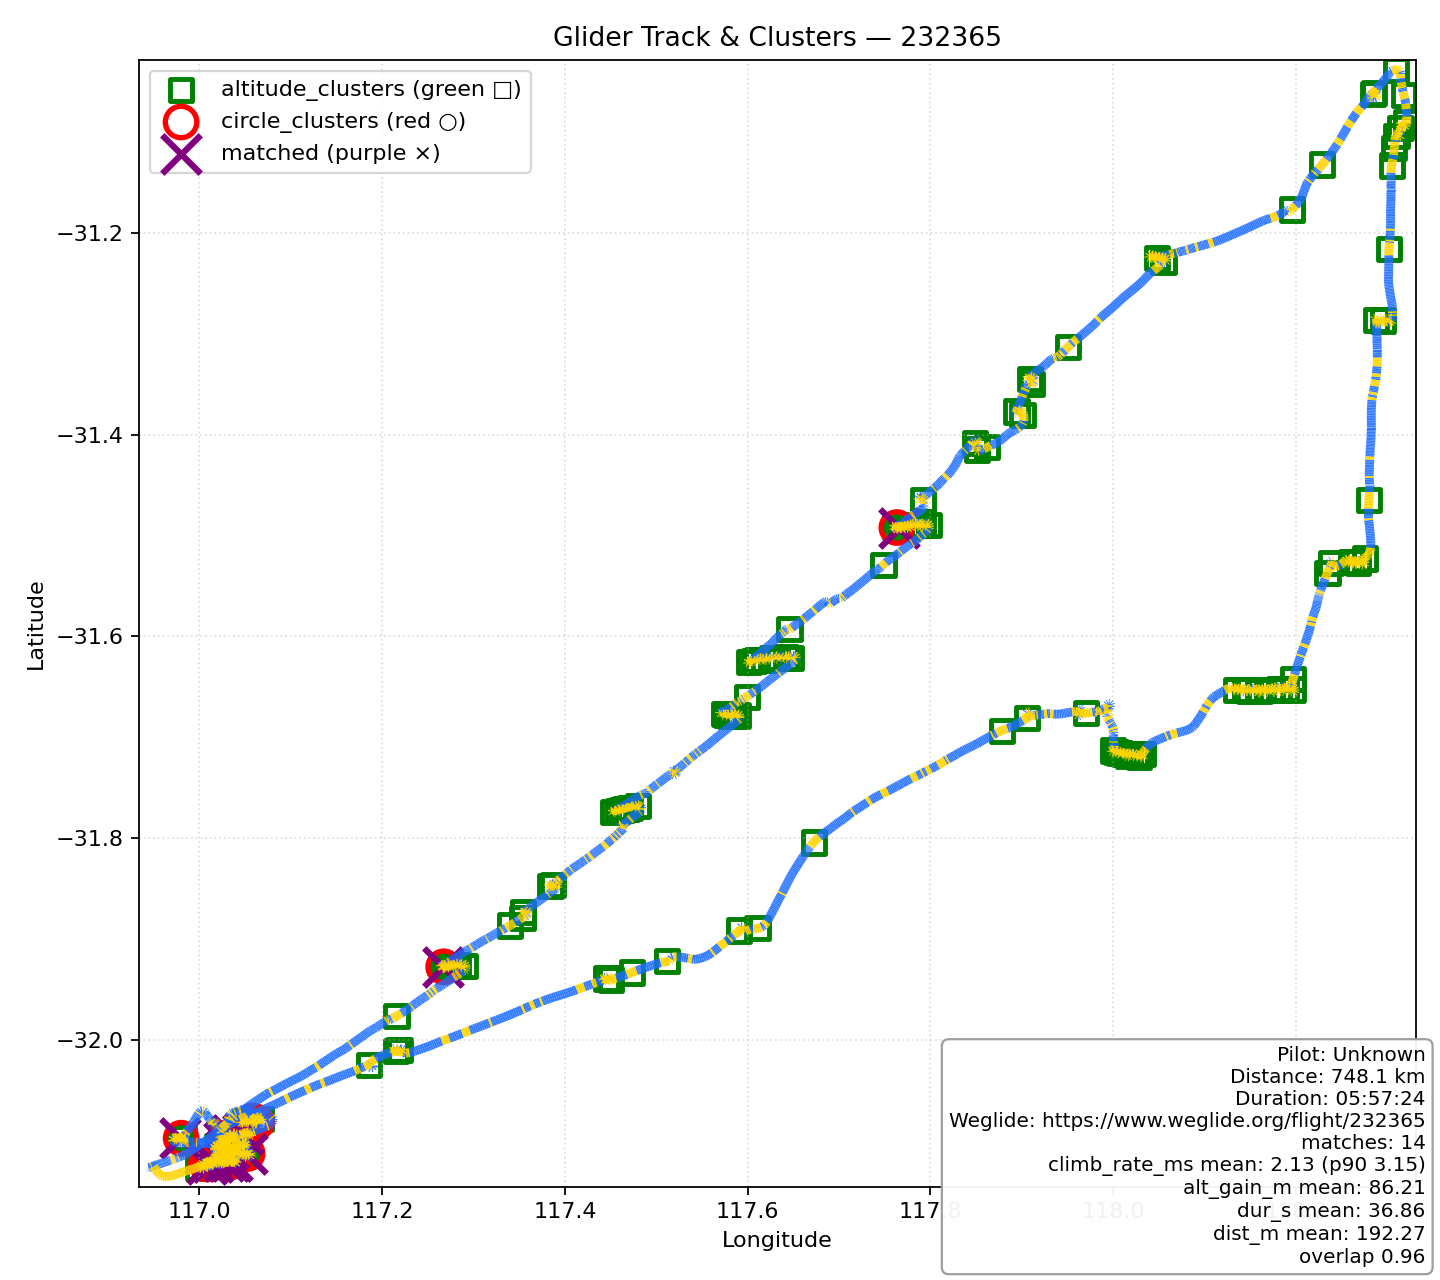 Glider Track & Clusters — 232365
altitude_clusters (green □)
circle_clusters (red ○)
matched (purple ×)
Latitude
−31.2
−31.4
−31.6
−31.8
−32.0
117.0
117.2
117.4
117.6
117.8
118.0
Longitude
Pilot: Unknown
Distance: 748.1 km
Duration: 05:57:24
Weglide: https://www.weglide.org/flight/232365
matches: 14
climb_rate_ms mean: 2.13 (p90 3.15)
alt_gain_m mean: 86.21
dur_s mean: 36.86
dist_m mean: 192.27
overlap 0.96